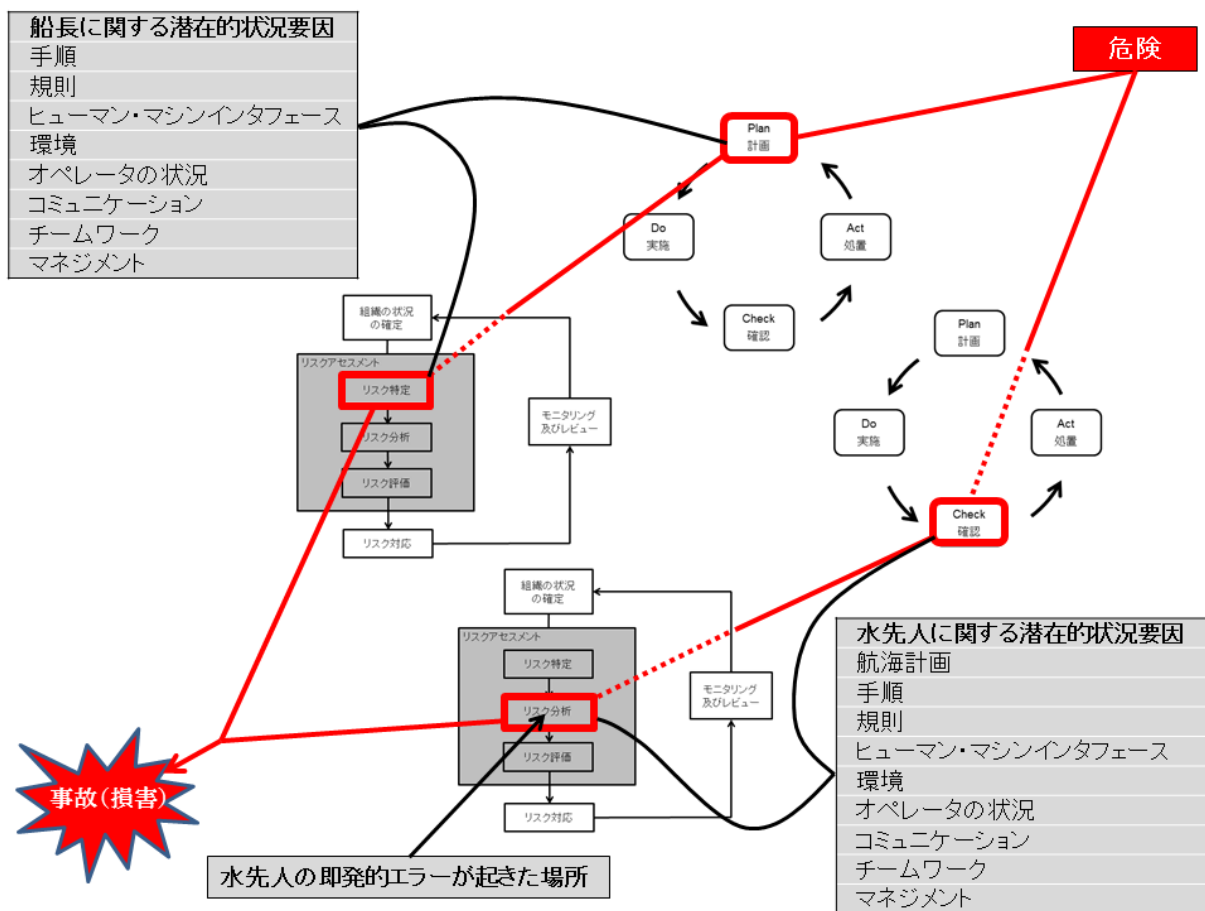 船長に関する潜在的状況要因
手順
規則
ヒューマン・マシンインタフェース
環境
オペレータの状況
コミュニケーション
チームワーク
マネジメント
危険
Plan
計画
Do
実施
Act
処置
Check
確認
組織の状況
の確定
リスクアセスメント
リスク特定
リスク分析
リスク評価
リスク対応
モニタリング
及びレビュー
Plan
計画
Do
実施
Act
処置
Check
確認
組織の状況
の確定
リスクアセスメント
リスク特定
リスク分析
リスク評価
リスク対応
モニタリング
及びレビュー
水先人に関する潜在的状況要因
航海計画
手順
規則
ヒューマン・マシンインタフェース
環境
オペレータの状況
コミュニケーション
チームワーク
マネジメント
事故(損害)
水先人の即発的エラーが起きた場所